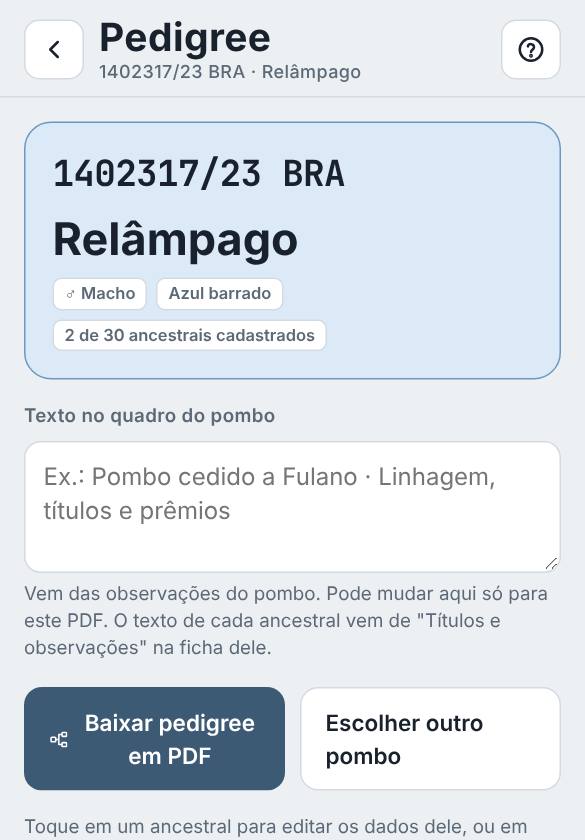 Pedigree
1402317/23 BRA · Relâmpago
1402317/23 BRA
Relâmpago
♂ Macho
Azul barrado
2 de 30 ancestrais cadastrados
Texto no quadro do pombo
Ex.: Pombo cedido a Fulano · Linhagem,
títulos e prêmios
Vem das observações do pombo. Pode mudar aqui só para
este PDF. O texto de cada ancestral vem de "Títulos e
observações" na ficha dele.
Baixar pedigree
em PDF
Escolher outro
pombo
Toque em um ancestral para editar os dados dele, ou em